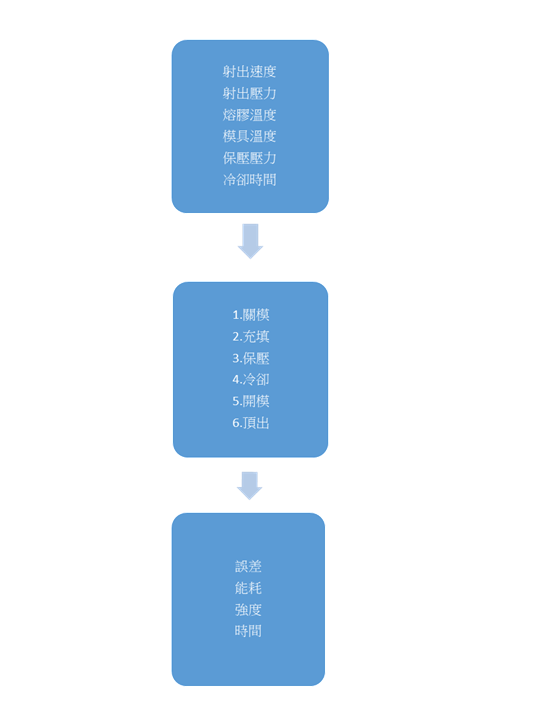 射出速度
射出壓力
熔膠溫度
模具溫度
保壓壓力
冷卻時間
1.關模
2.充填
3.保壓
4.冷卻
5.開模
6.頂出
誤差
能耗
強度
時間